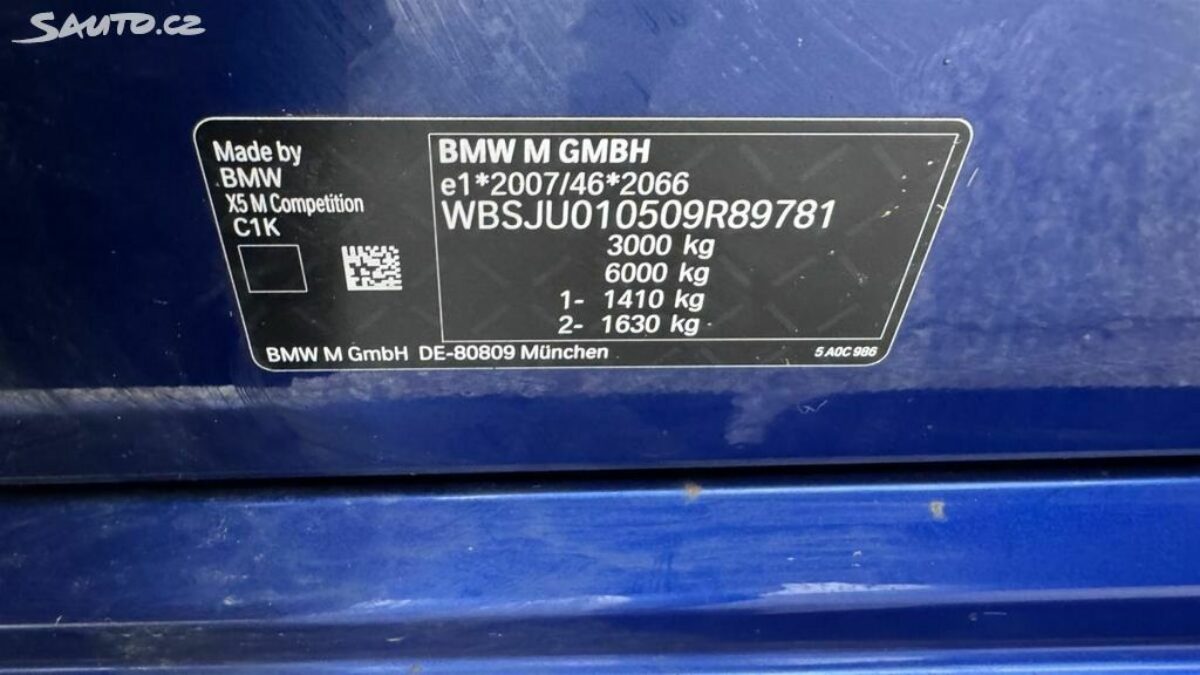 SAUTO.CZ
Made by
BMW
X5 M Competition
C1K
BMW M GMBH
e1*2007/46*2066
WBSJU010509R89781
3000 kg
6000 kg
1- 1410 kg
2- 1630 kg
BMW M GmbH DE-80809 München
5 A0C 986